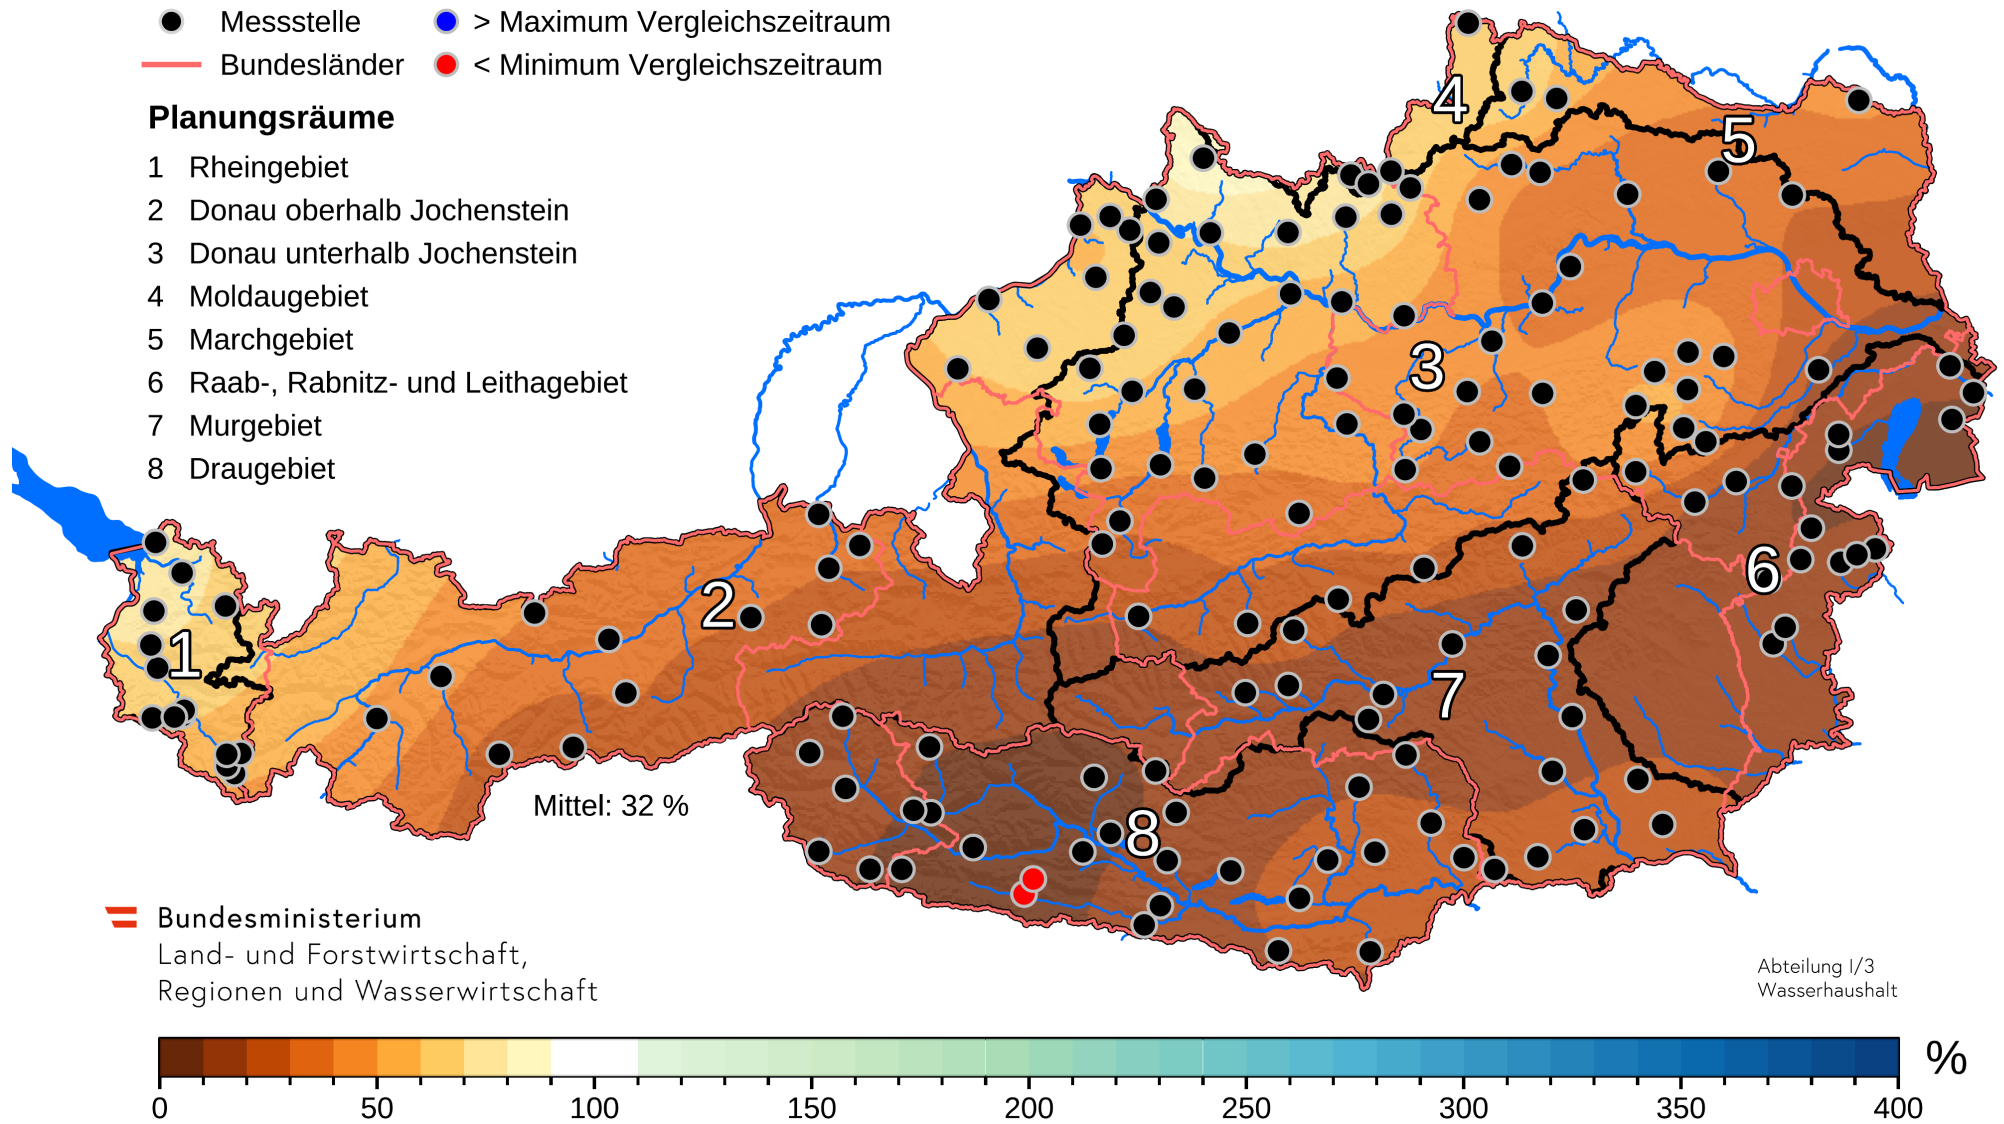 Messstelle
> Maximum Vergleichszeitraum
Bundesländer
< Minimum Vergleichszeitraum
Planungsräume
1 Rheingebiet
2 Donau oberhalb Jochenstein
3 Donau unterhalb Jochenstein
4 Moldaugebiet
5 Marchgebiet
6 Raab-, Rabnitz- und Leithagebiet
7 Murgebiet
8 Draugebiet
4
5
3
2
6
1
7
8
Mittel: 32 %
Bundesministerium
Land- und Forstwirtschaft,
Regionen und Wasserwirtschaft
Abteilung I/3
Wasserhaushalt
%
0 50 100 150 200 250 300 350 400